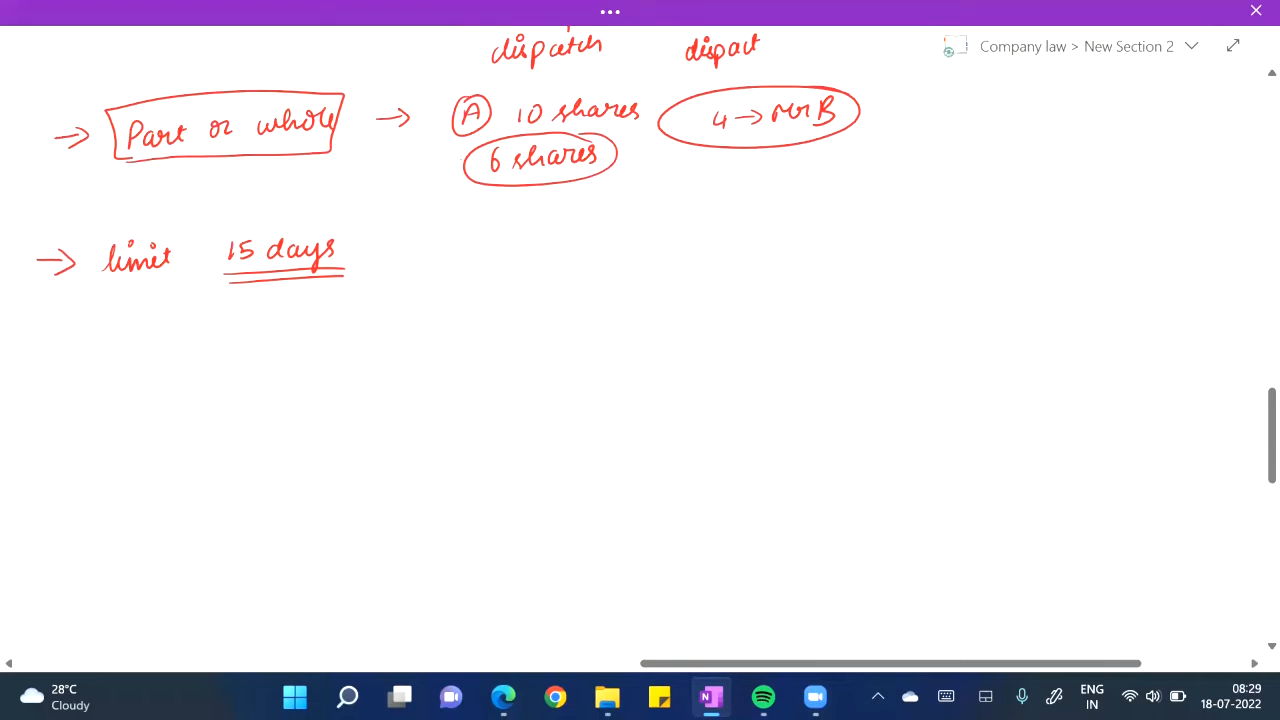 Company law > New Section 2
dispatch dispact
→ Part or whole → A 10 shares 4 → Mr B
6 shares
→ limit 15 days
28°C
Cloudy
ENG
IN
08:29
18-07-2022